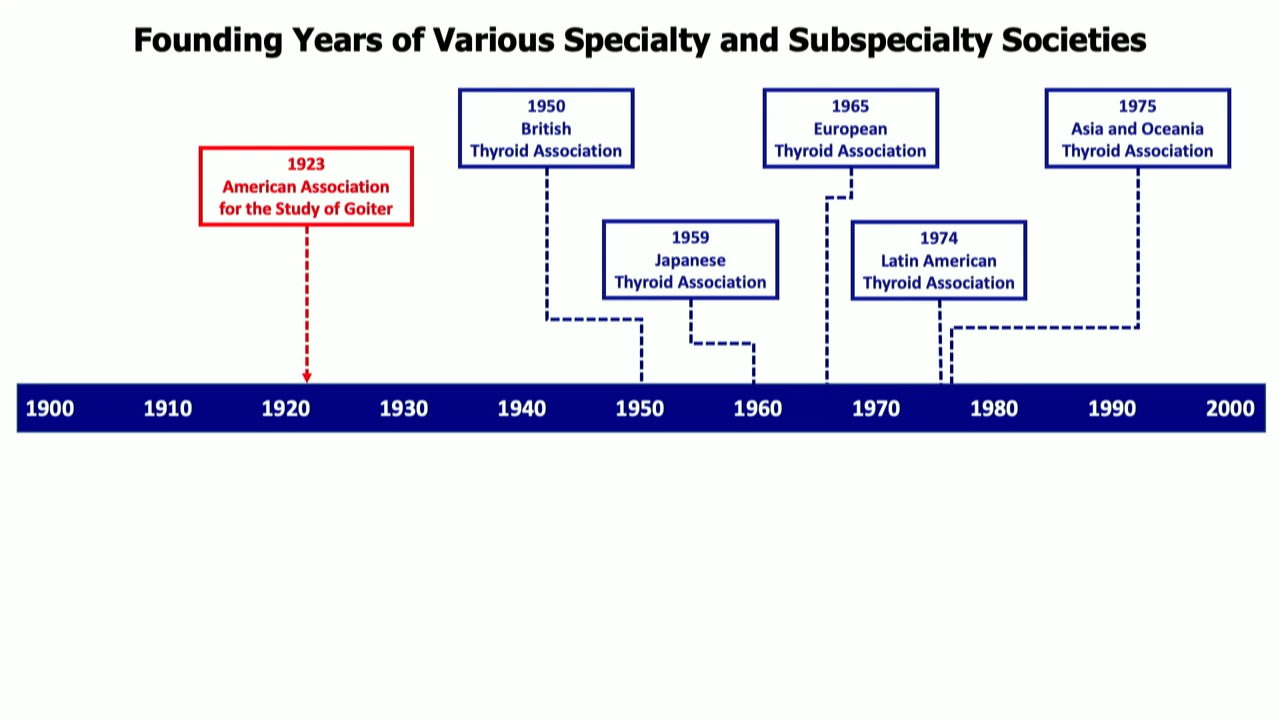 Founding Years of Various Specialty and Subspecialty Societies
1923
American Association
for the Study of Goiter
1950
British
Thyroid Association
1959
Japanese
Thyroid Association
1965
European
Thyroid Association
1974
Latin American
Thyroid Association
1975
Asia and Oceania
Thyroid Association
1900 1910 1920 1930 1940 1950 1960 1970 1980 1990 2000